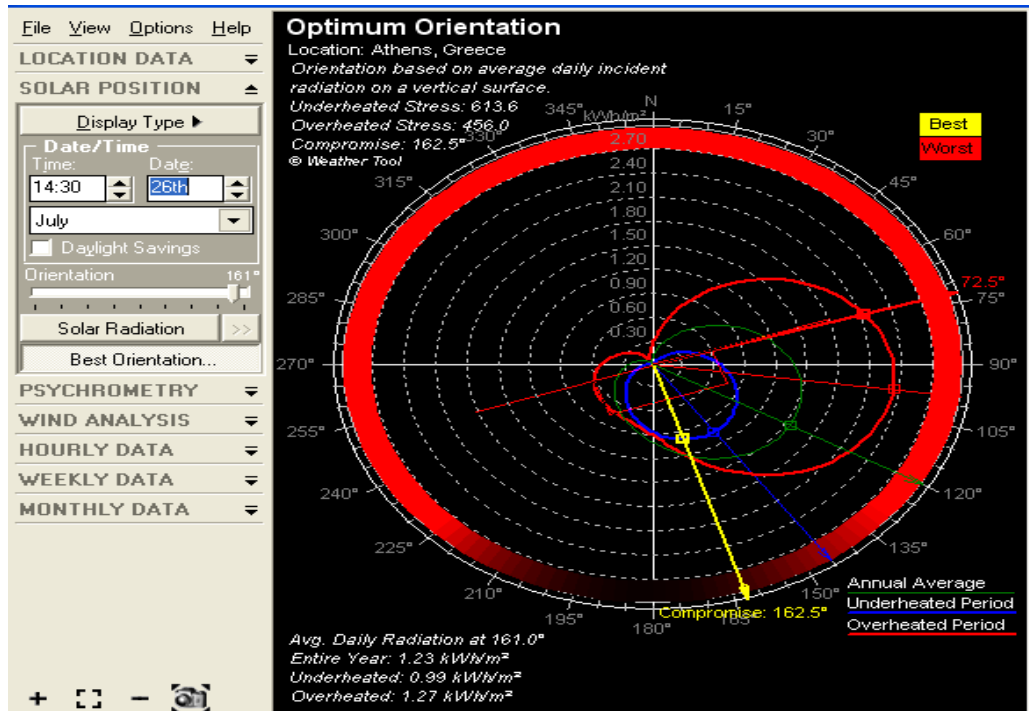 File View Options Help
LOCATION DATA
SOLAR POSITION
Display Type
Date/Time
Time: Date:
14:30 26th
July
Daylight Savings
Orientation 161°
Solar Radiation >>
Best Orientation...
PSYCHROMETRY
WIND ANALYSIS
HOURLY DATA
WEEKLY DATA
MONTHLY DATA
Optimum Orientation
Location: Athens, Greece
Orientation based on average daily incident
radiation on a vertical surface.
Underheated Stress: 613.6
Overheated Stress: 456.0
Compromise: 162.5°
© Weather Tool
Best
Worst
N
15°
30°
45°
60°
72.5°
75°
90°
105°
120°
135°
150°
165°
180°
195°
210°
225°
240°
255°
270°
285°
300°
315°
330°
345°
kWh/m²
2.70
2.40
2.10
1.80
1.50
1.20
0.90
0.60
0.30
Compromise: 162.5°
Annual Average
Underheated Period
Overheated Period
Avg. Daily Radiation at 161.0°
Entire Year: 1.23 kWh/m²
Underheated: 0.99 kWh/m²
Overheated: 1.27 kWh/m²